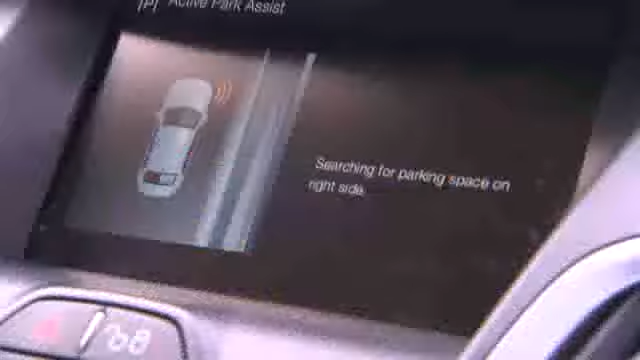 Active Park Assist
Searching for parking space on
right side.